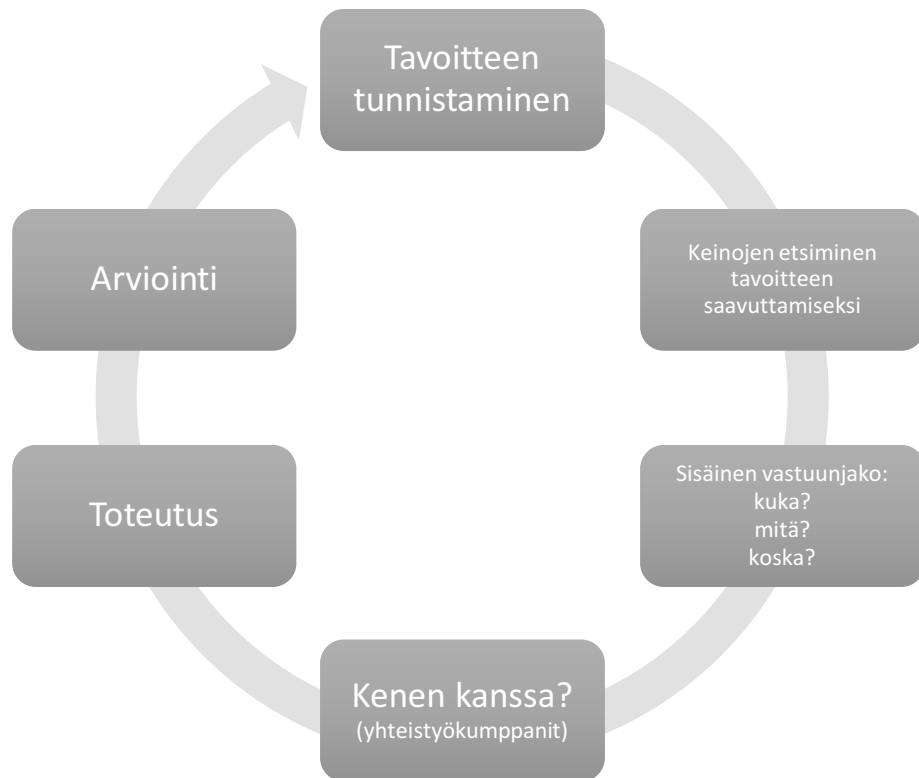 Tavoitteen
tunnistaminen
Keinojen etsiminen
tavoitteen
saavuttamiseksi
Sisäinen vastuunjako:
kuka?
mitä?
koska?
Kenen kanssa?
(yhteistyökumppanit)
Toteutus
Arviointi